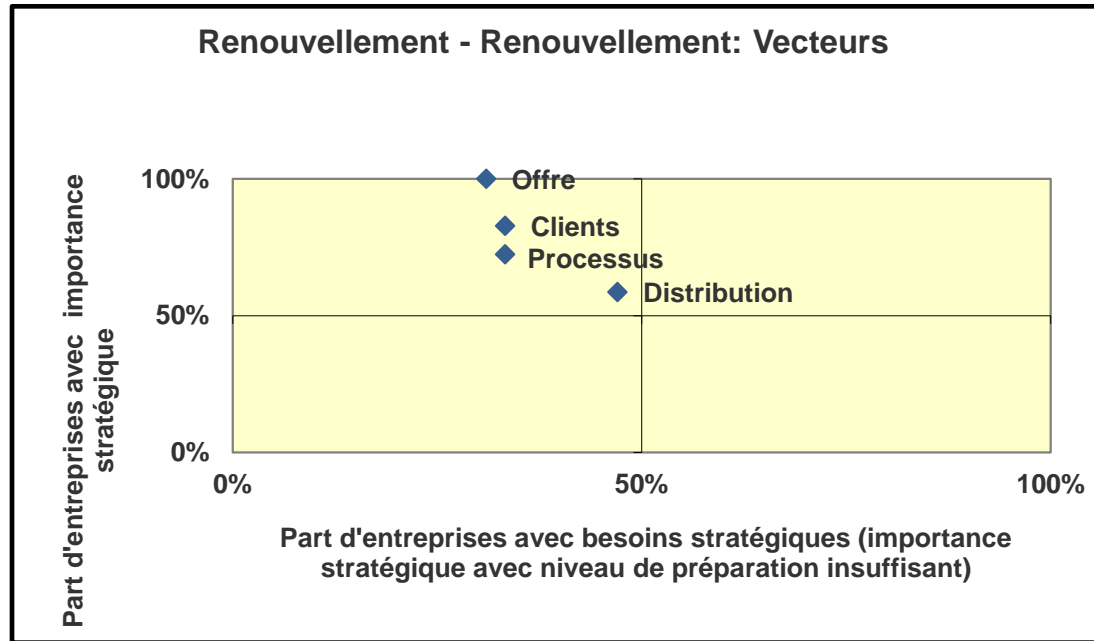 Renouvellement - Renouvellement: Vecteurs
Part d'entreprises avec importance
stratégique
100%
50%
0%
Offre
Clients
Processus
Distribution
0%
50%
100%
Part d'entreprises avec besoins stratégiques (importance
stratégique avec niveau de préparation insuffisant)